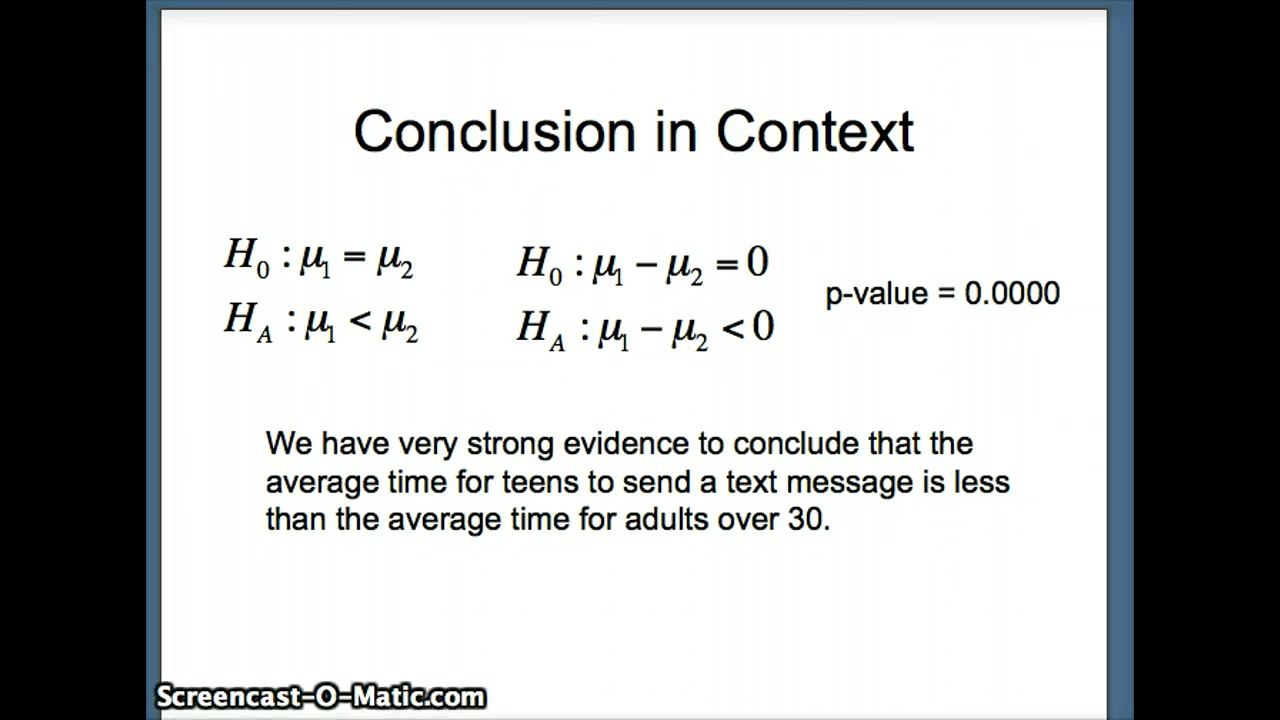 Conclusion in Context
H₀ : μ₁ = μ₂
H_A : μ₁ < μ₂
H₀ : μ₁ − μ₂ = 0
H_A : μ₁ − μ₂ < 0
p-value = 0.0000
We have very strong evidence to conclude that the
average time for teens to send a text message is less
than the average time for adults over 30.
Screencast-O-Matic.com